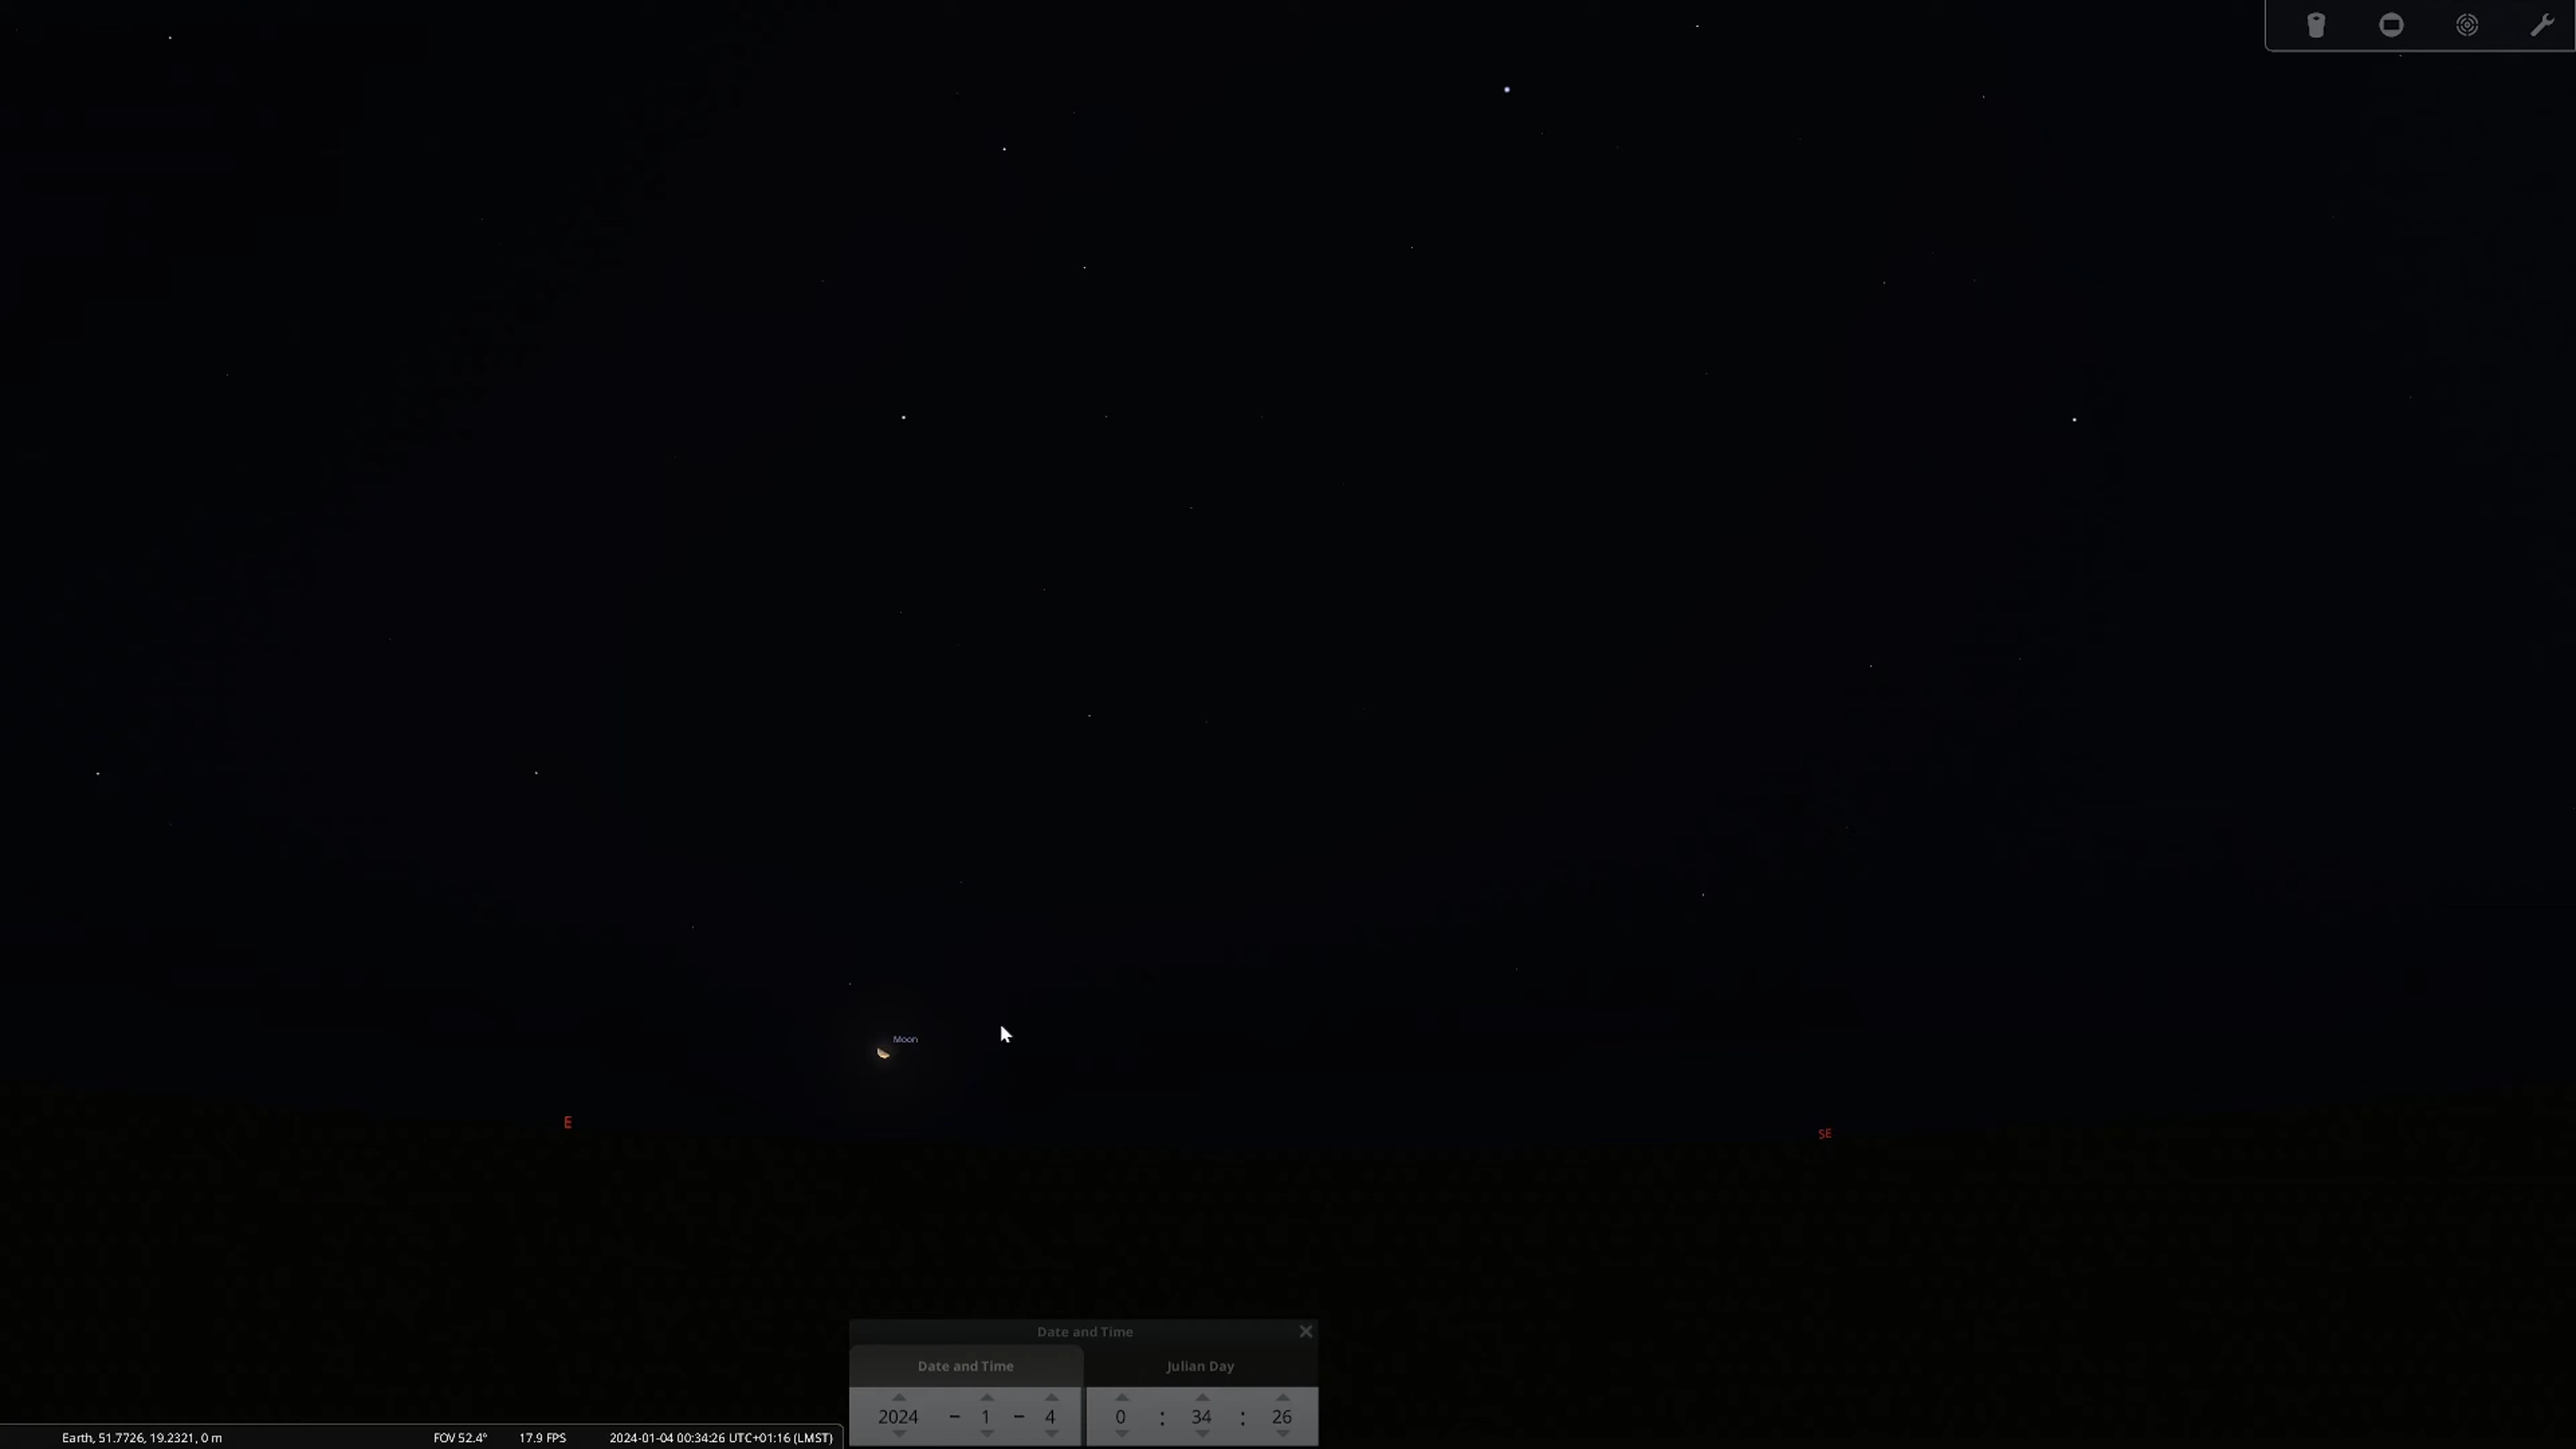 Moon
E
SE
Date and Time
Date and Time
Julian Day
2024 - 1 - 4
0 : 34 : 26
Earth, 51.7726, 19.2321, 0 m
FOV 52.4°
17.9 FPS
2024-01-04 00:34:26 UTC+01:16 (LMST)